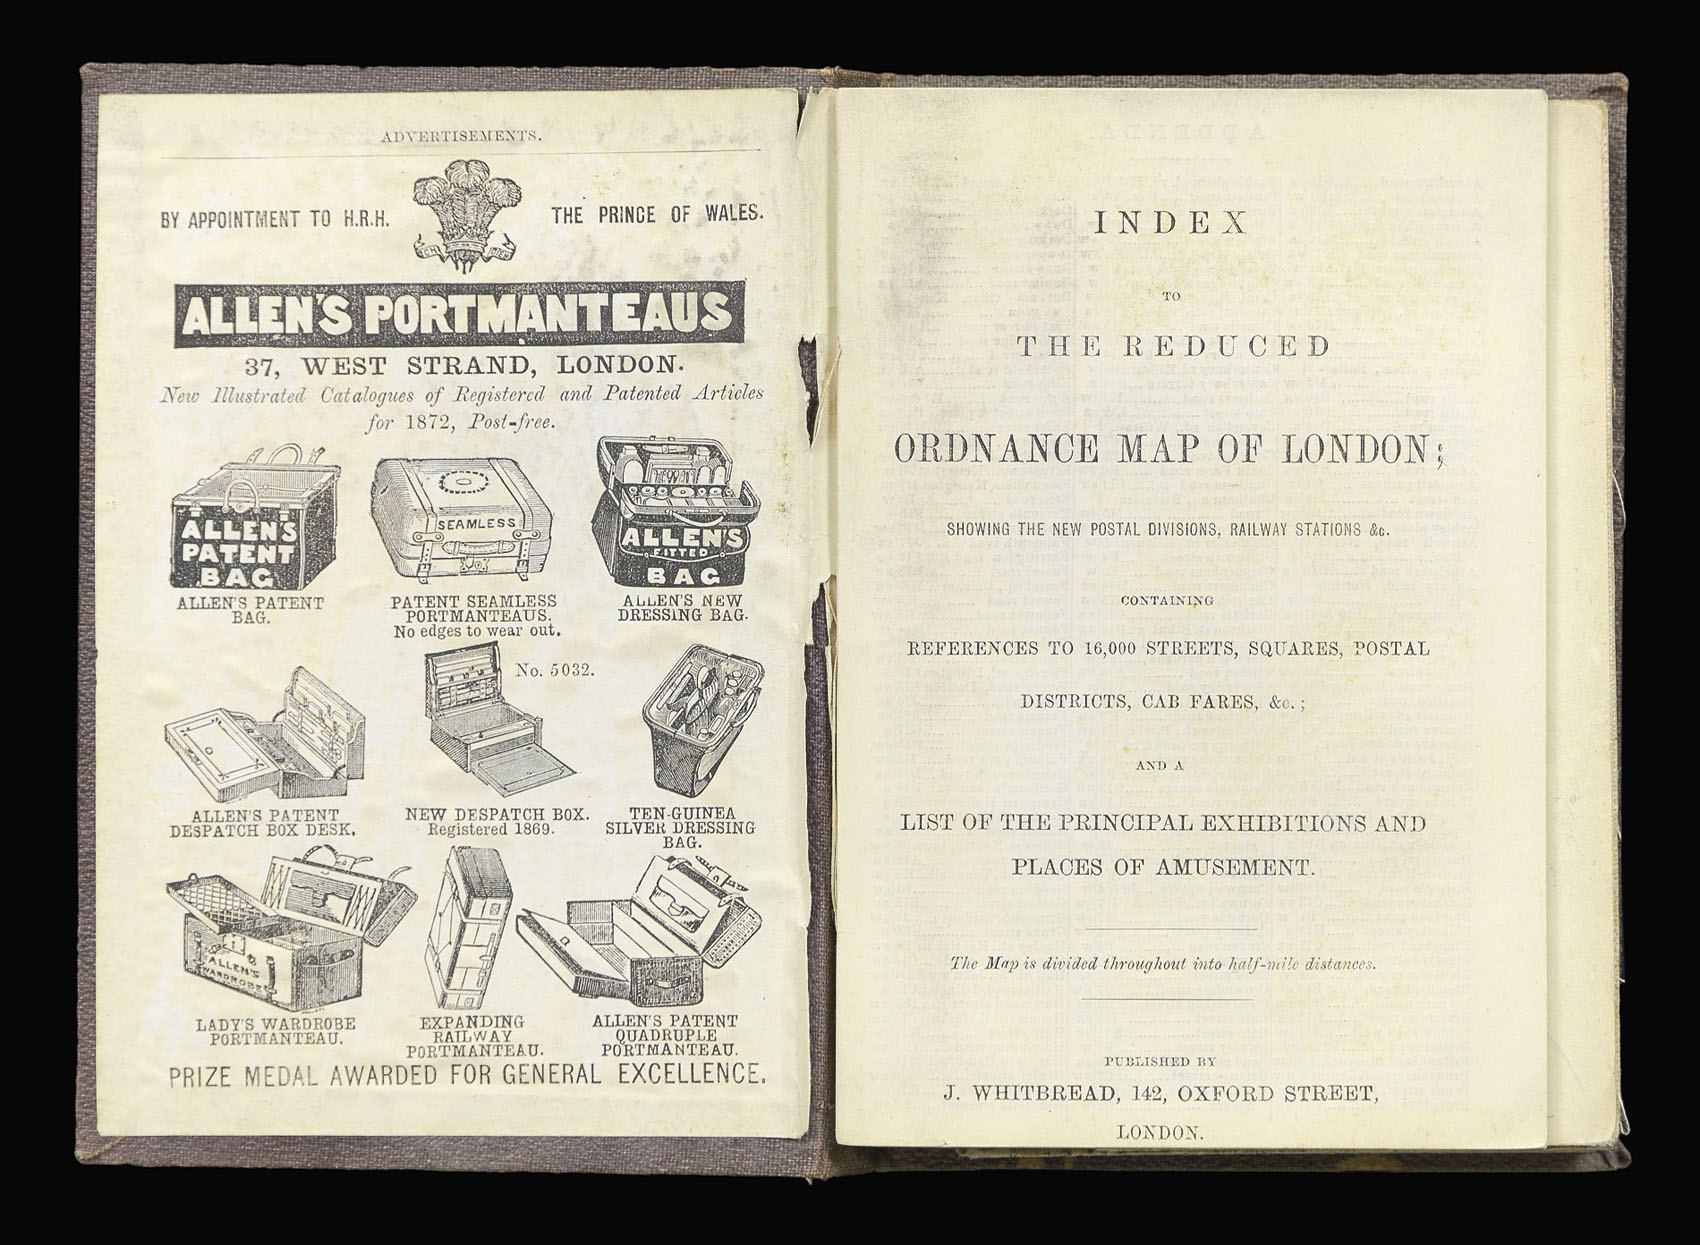 ADVERTISEMENTS.
BY APPOINTMENT TO H.R.H. THE PRINCE OF WALES.
ICH DIEN
ALLEN'S PORTMANTEAUS
37, WEST STRAND, LONDON.
New Illustrated Catalogues of Registered and Patented Articles
for 1872, Post-free.
ALLEN'S
PATENT
BAG
SEAMLESS
ALLEN'S
FITTED
BAG
ALLEN'S PATENT
BAG.
PATENT SEAMLESS
PORTMANTEAUS.
No edges to wear out.
ALLEN'S NEW
DRESSING BAG.
No. 5032.
ALLEN'S PATENT
DESPATCH BOX DESK.
NEW DESPATCH BOX.
Registered 1869.
TEN-GUINEA
SILVER DRESSING
BAG.
ALLEN'S
WARDROBE
LADY'S WARDROBE
PORTMANTEAU.
EXPANDING
RAILWAY
PORTMANTEAU.
ALLEN'S PATENT
QUADRUPLE
PORTMANTEAU.
PRIZE MEDAL AWARDED FOR GENERAL EXCELLENCE.
INDEX
TO
THE REDUCED
ORDNANCE MAP OF LONDON;
SHOWING THE NEW POSTAL DIVISIONS, RAILWAY STATIONS &c.
CONTAINING
REFERENCES TO 16,000 STREETS, SQUARES, POSTAL
DISTRICTS, CAB FARES, &c.;
AND A
LIST OF THE PRINCIPAL EXHIBITIONS AND
PLACES OF AMUSEMENT.
The Map is divided throughout into half-mile distances.
PUBLISHED BY
J. WHITBREAD, 142, OXFORD STREET,
LONDON.